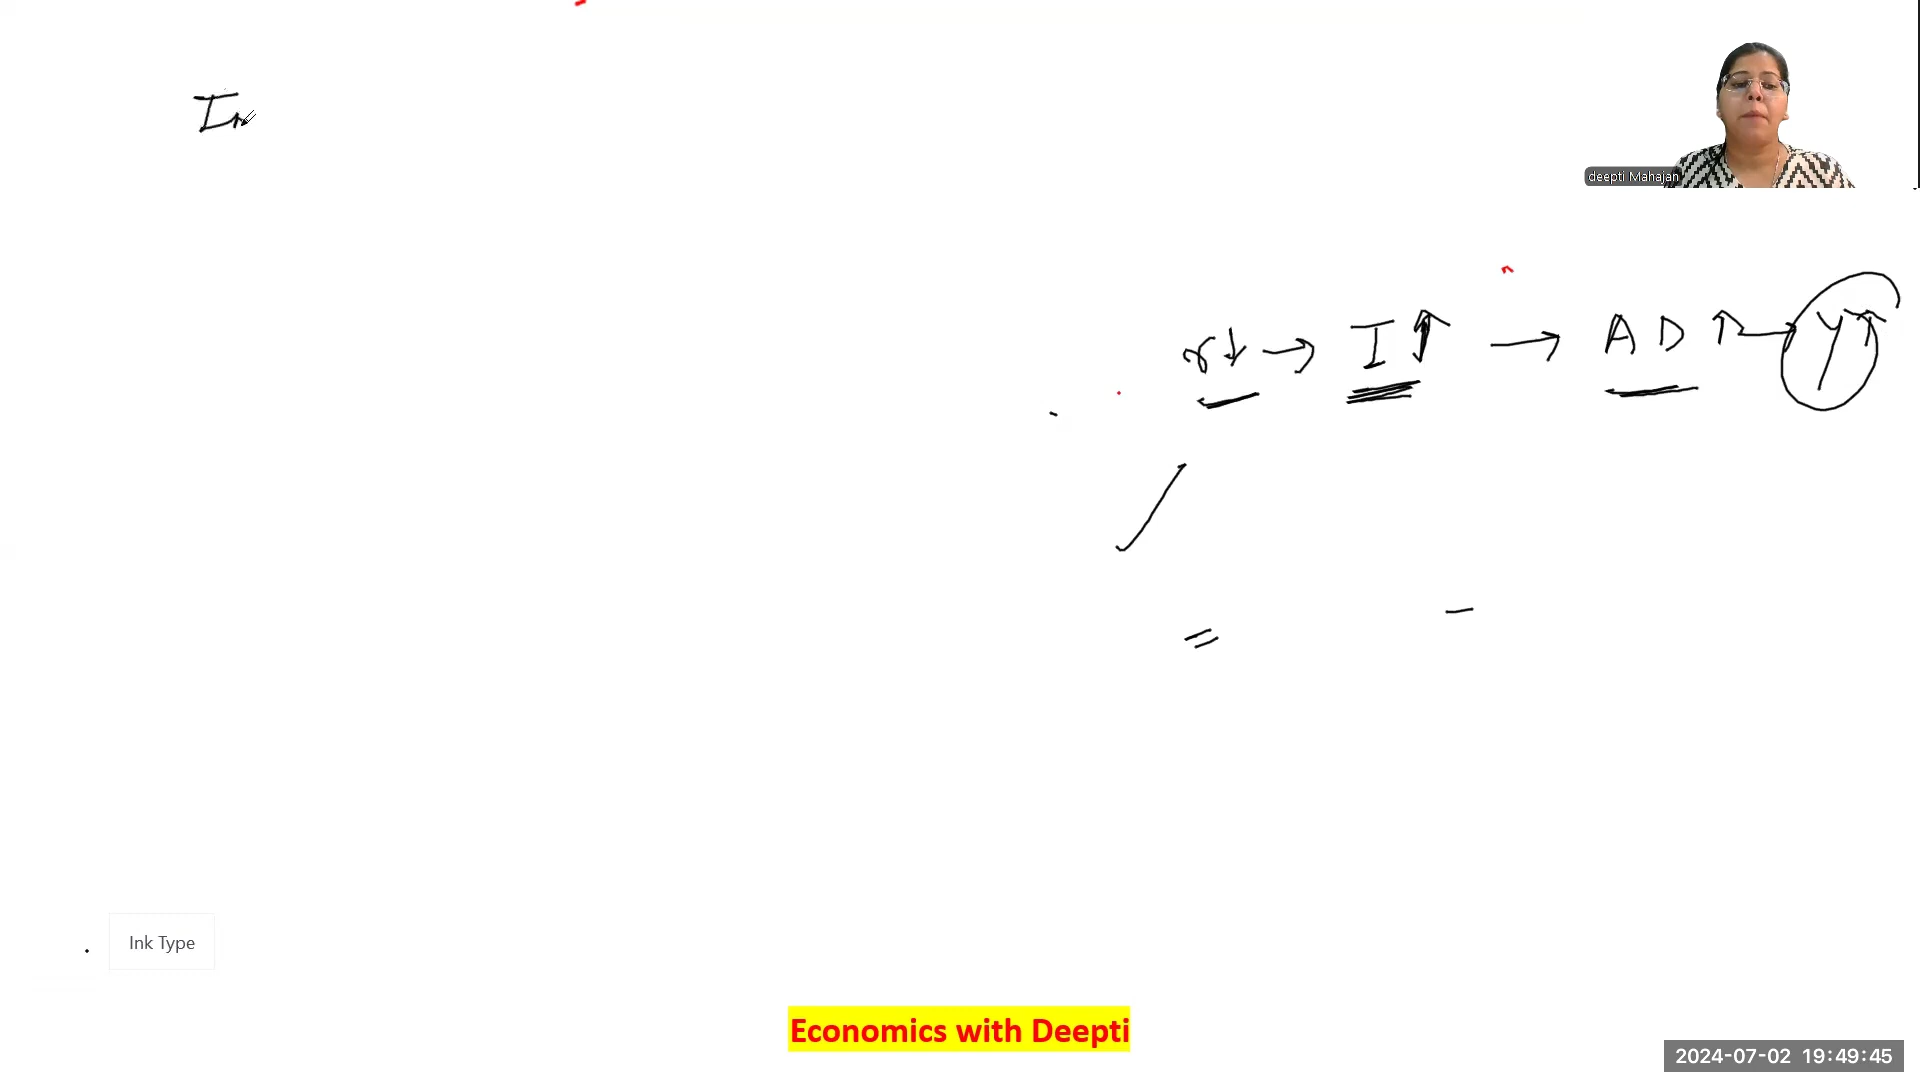 In
deepti Mahajan
r↓ → I↑ → AD↑ → Y↑
=
Ink Type
Economics with Deepti
2024-07-02 19:49:45